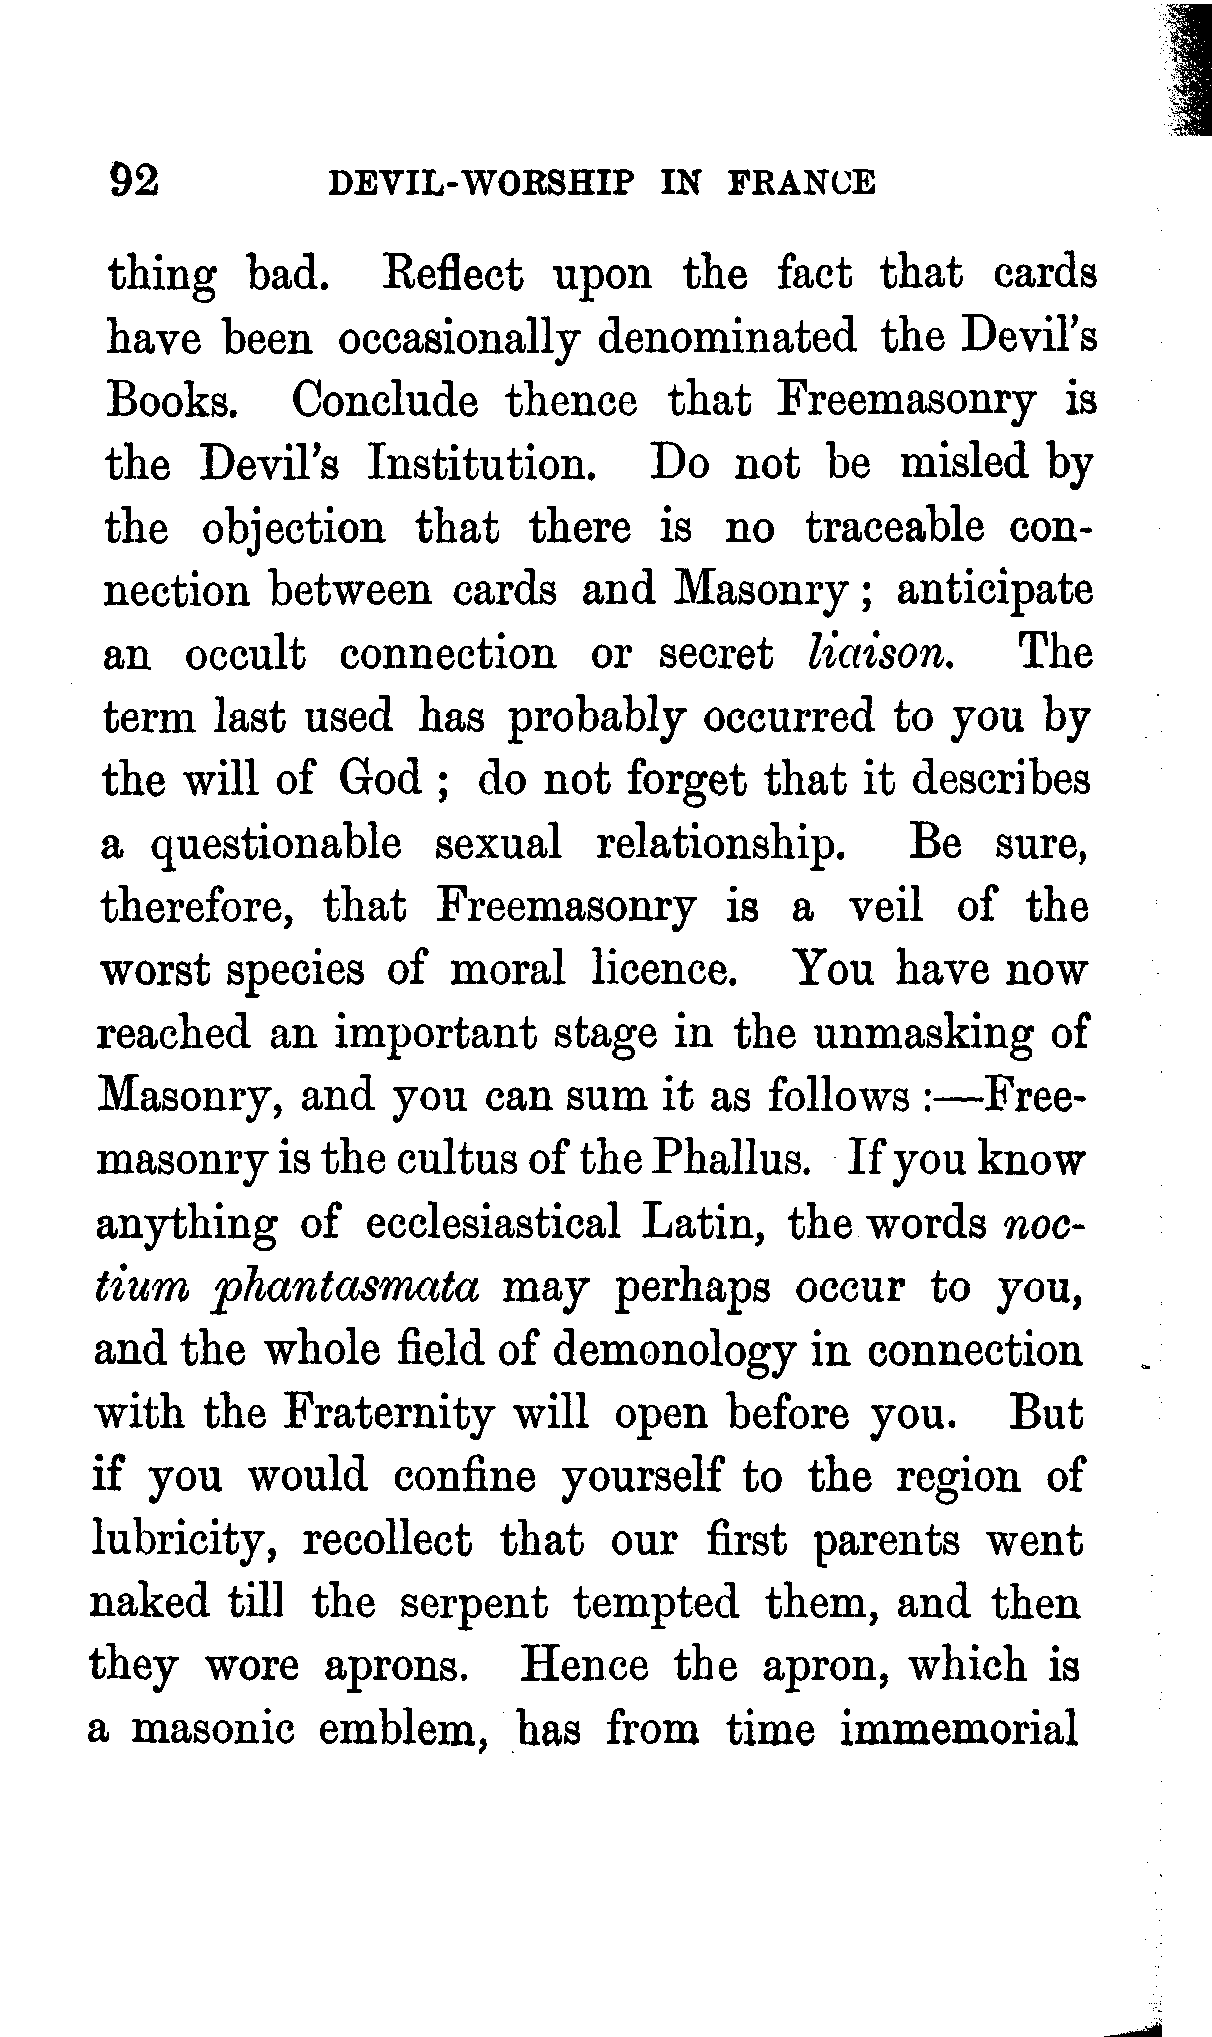 92 DEVIL-WORSHIP IN FRANCE
thing bad. Reflect upon the fact that cards
have been occasionally denominated the Devil's
Books. Conclude thence that Freemasonry is
the Devil's Institution. Do not be misled by
the objection that there is no traceable con-
nection between cards and Masonry ; anticipate
an occult connection or secret liaison. The
term last used has probably occurred to you by
the will of God ; do not forget that it describes
a questionable sexual relationship. Be sure,
therefore, that Freemasonry is a veil of the
worst species of moral licence. You have now
reached an important stage in the unmasking of
Masonry, and you can sum it as follows :—Free-
masonry is the cultus of the Phallus. If you know
anything of ecclesiastical Latin, the words noc-
tium phantasmata may perhaps occur to you,
and the whole field of demonology in connection
with the Fraternity will open before you. But
if you would confine yourself to the region of
lubricity, recollect that our first parents went
naked till the serpent tempted them, and then
they wore aprons. Hence the apron, which is
a masonic emblem, has from time immemorial